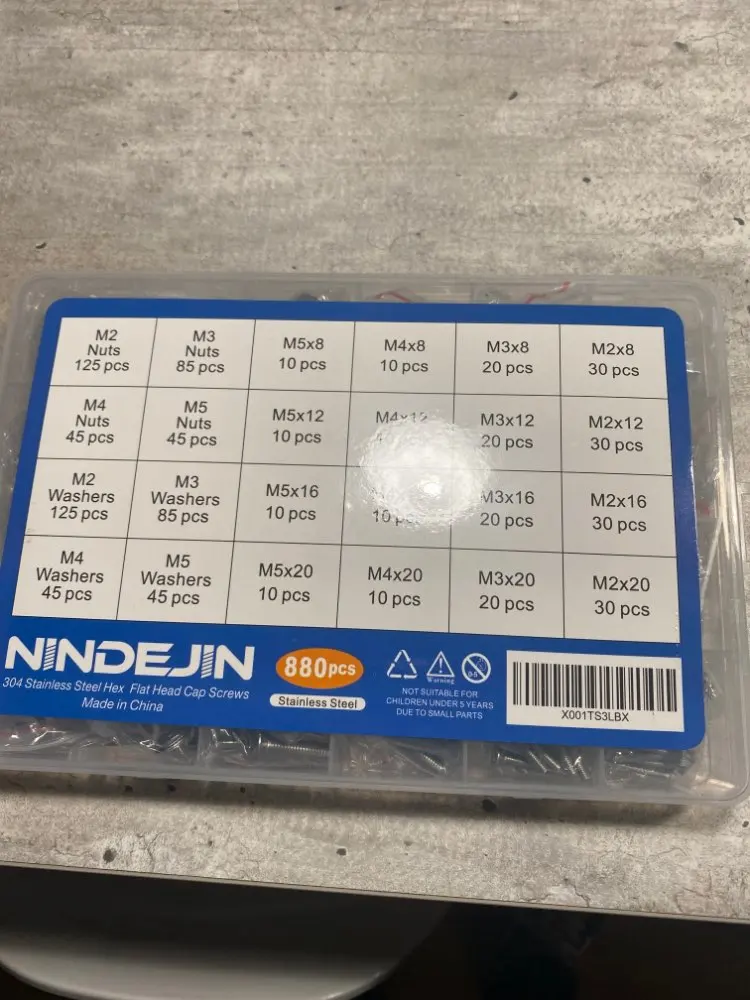 M2
Nuts
125 pcs
M3
Nuts
85 pcs
M5x8
10 pcs
M4x8
10 pcs
M3x8
20 pcs
M2x8
30 pcs
M4
Nuts
45 pcs
M5
Nuts
45 pcs
M5x12
10 pcs
M4x12
M3x12
20 pcs
M2x12
30 pcs
M2
Washers
125 pcs
M3
Washers
85 pcs
M5x16
10 pcs
10 pcs
M3x16
20 pcs
M2x16
30 pcs
M4
Washers
45 pcs
M5
Washers
45 pcs
M5x20
10 pcs
M4x20
10 pcs
M3x20
20 pcs
M2x20
30 pcs
NINDEJIN
304 Stainless Steel Hex Flat Head Cap Screws
Made in China
880pcs
Stainless Steel
Warning
0-5
NOT SUITABLE FOR
CHILDREN UNDER 5 YEARS
DUE TO SMALL PARTS
X001TS3LBX